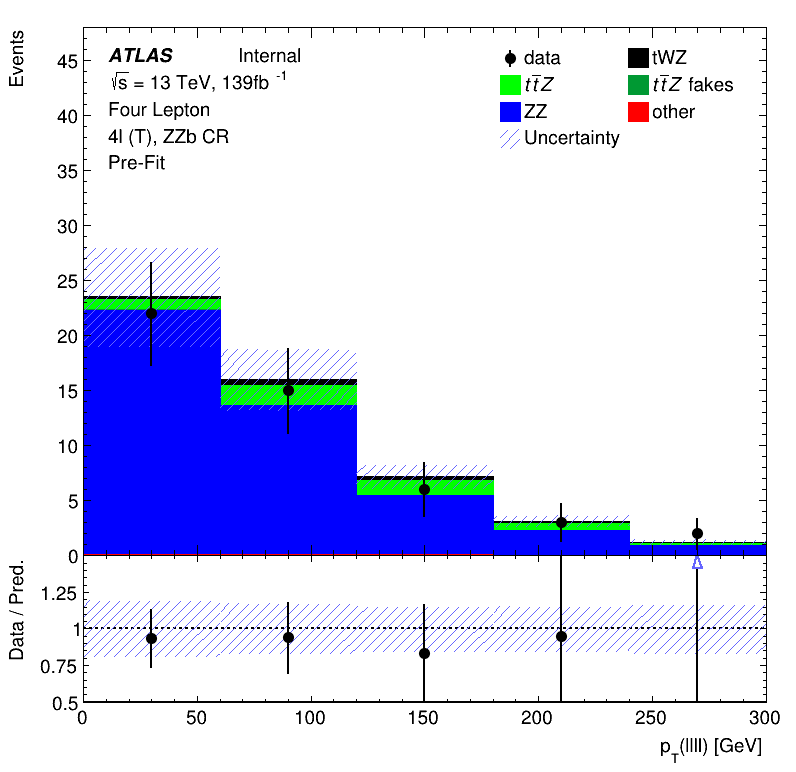 Events
ATLAS Internal
√s = 13 TeV, 139fb⁻¹
Four Lepton
4l (T), ZZb CR
Pre-Fit
data
tWZ
tt̄Z
tt̄Z fakes
ZZ
other
Uncertainty
45
40
35
30
25
20
15
10
5
0
Data / Pred.
1.25
1
0.75
0.5
0 50 100 150 200 250 300
p_T(llll) [GeV]